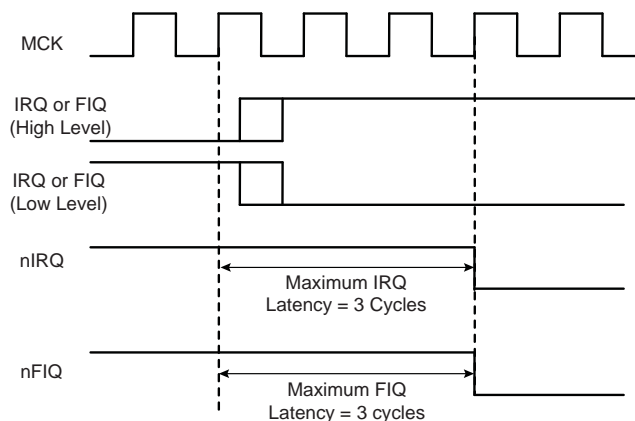 MCK
IRQ or FIQ
(High Level)
IRQ or FIQ
(Low Level)
nIRQ
Maximum IRQ
Latency = 3 Cycles
nFIQ
Maximum FIQ
Latency = 3 cycles